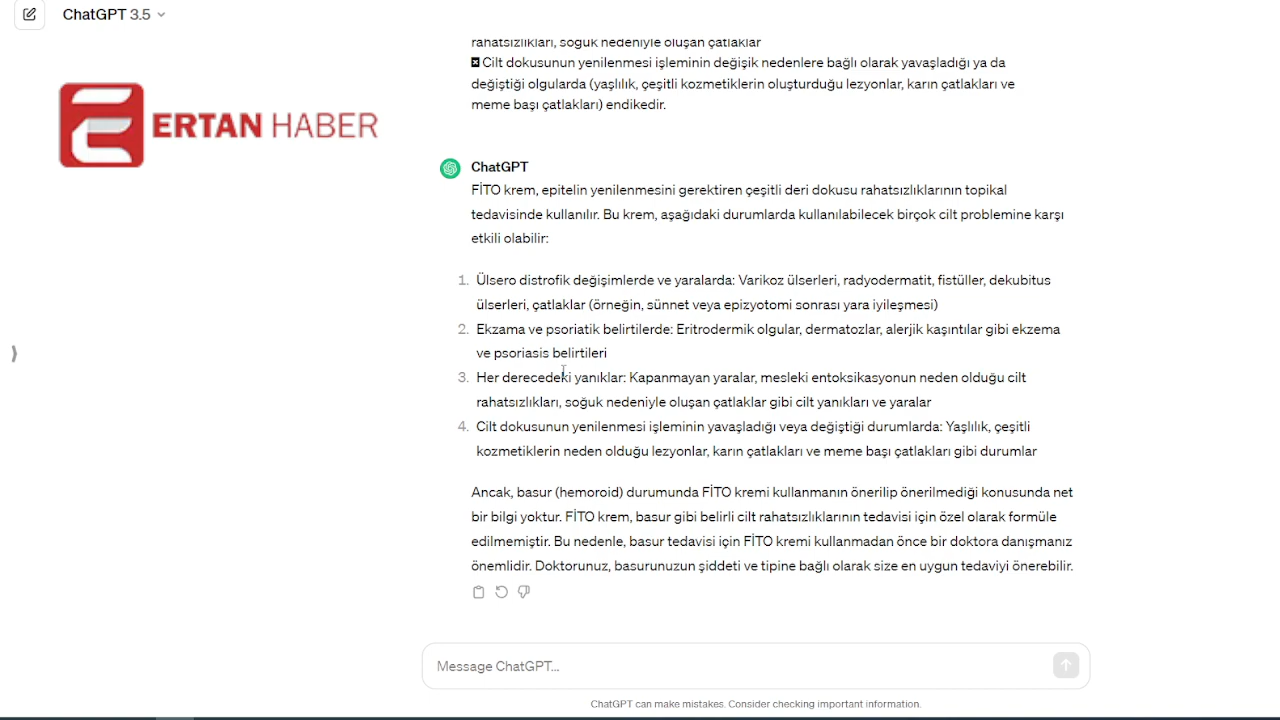 ChatGPT 3.5
rahatsızlıkları, soğuk nedeniyle oluşan çatlaklar
Cilt dokusunun yenilenmesi işleminin değişik nedenlere bağlı olarak yavaşladığı ya da
değiştiği olgularda (yaşlılık, çeşitli kozmetiklerin oluşturduğu lezyonlar, karın çatlakları ve
meme başı çatlakları) endikedir.
ERTAN HABER
ChatGPT
FİTO krem, epitelin yenilenmesini gerektiren çeşitli deri dokusu rahatsızlıklarının topikal
tedavisinde kullanılır. Bu krem, aşağıdaki durumlarda kullanılabilecek birçok cilt problemine karşı
etkili olabilir:
1. Ülsero distrofik değişimlerde ve yaralarda: Varikoz ülserleri, radyodermatit, fistüller, dekubitus
ülserleri, çatlaklar (örneğin, sünnet veya epizyotomi sonrası yara iyileşmesi)
2. Ekzama ve psoriatik belirtilerde: Eritrodermik olgular, dermatozlar, alerjik kaşıntılar gibi ekzema
ve psoriasis belirtileri
3. Her derecedeki yanıklar: Kapanmayan yaralar, mesleki entoksikasyonun neden olduğu cilt
rahatsızlıkları, soğuk nedeniyle oluşan çatlaklar gibi cilt yanıkları ve yaralar
4. Cilt dokusunun yenilenmesi işleminin yavaşladığı veya değiştiği durumlarda: Yaşlılık, çeşitli
kozmetiklerin neden olduğu lezyonlar, karın çatlakları ve meme başı çatlakları gibi durumlar
Ancak, basur (hemoroid) durumunda FİTO kremi kullanmanın önerilip önerilmediği konusunda net
bir bilgi yoktur. FİTO krem, basur gibi belirli cilt rahatsızlıklarının tedavisi için özel olarak formüle
edilmemiştir. Bu nedenle, basur tedavisi için FİTO kremi kullanmadan önce bir doktora danışmanız
önemlidir. Doktorunuz, basurunuzun şiddeti ve tipine bağlı olarak size en uygun tedaviyi önerebilir.
Message ChatGPT...
ChatGPT can make mistakes. Consider checking important information.